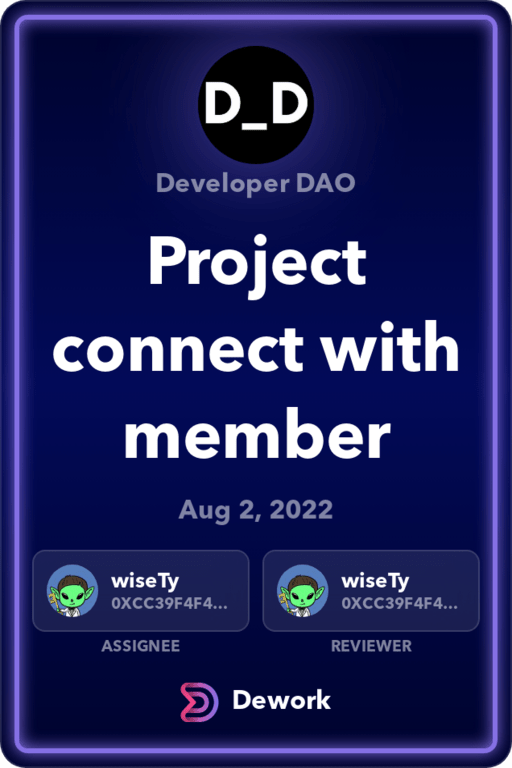 D_D
Developer DAO
Project
connect with
member
Aug 2, 2022
wiseTy
0XCC39F4F4...
ASSIGNEE
wiseTy
0XCC39F4F4...
REVIEWER
Dework